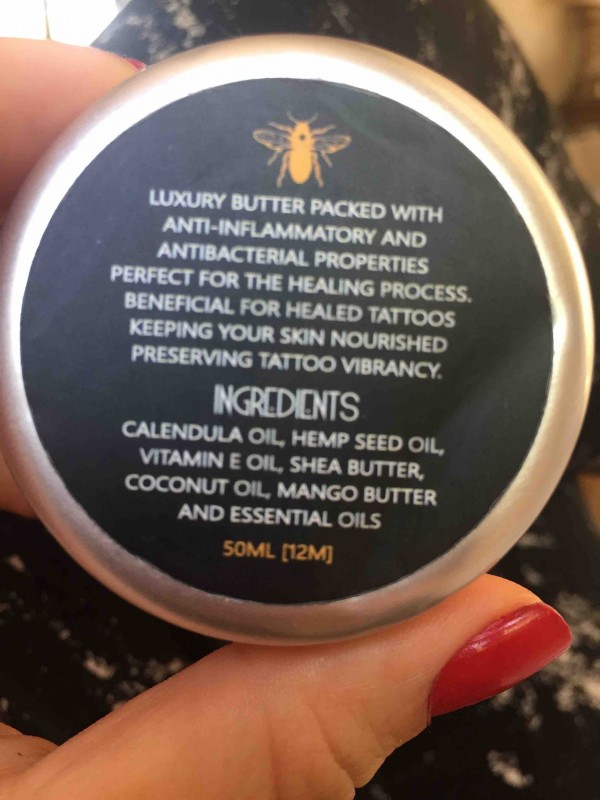 LUXURY BUTTER PACKED WITH
ANTI-INFLAMMATORY AND
ANTIBACTERIAL PROPERTIES
PERFECT FOR THE HEALING PROCESS.
BENEFICIAL FOR HEALED TATTOOS
KEEPING YOUR SKIN NOURISHED
PRESERVING TATTOO VIBRANCY.
INGREDIENTS
CALENDULA OIL, HEMP SEED OIL,
VITAMIN E OIL, SHEA BUTTER,
COCONUT OIL, MANGO BUTTER
AND ESSENTIAL OILS
50ML [12M]